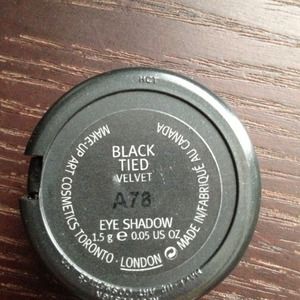 HC1
BLACK
TIED
VELVET
A78
EYE SHADOW
1.5 g e 0.05 US OZ
MAKE-UP ART COSMETICS TORONTO · LONDON
MADE IN/FABRIQUÉ AU CANADA